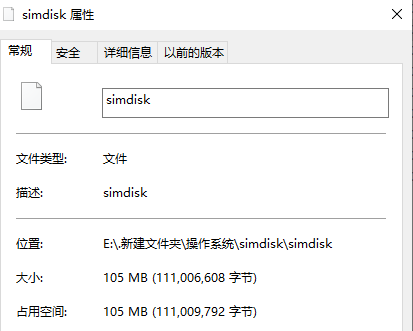 simdisk 属性
常规 安全 详细信息 以前的版本
simdisk
文件类型: 文件
描述: simdisk
位置: E:\.新建文件夹\操作系统\simdisk\simdisk
大小: 105 MB (111,006,608 字节)
占用空间: 105 MB (111,009,792 字节)